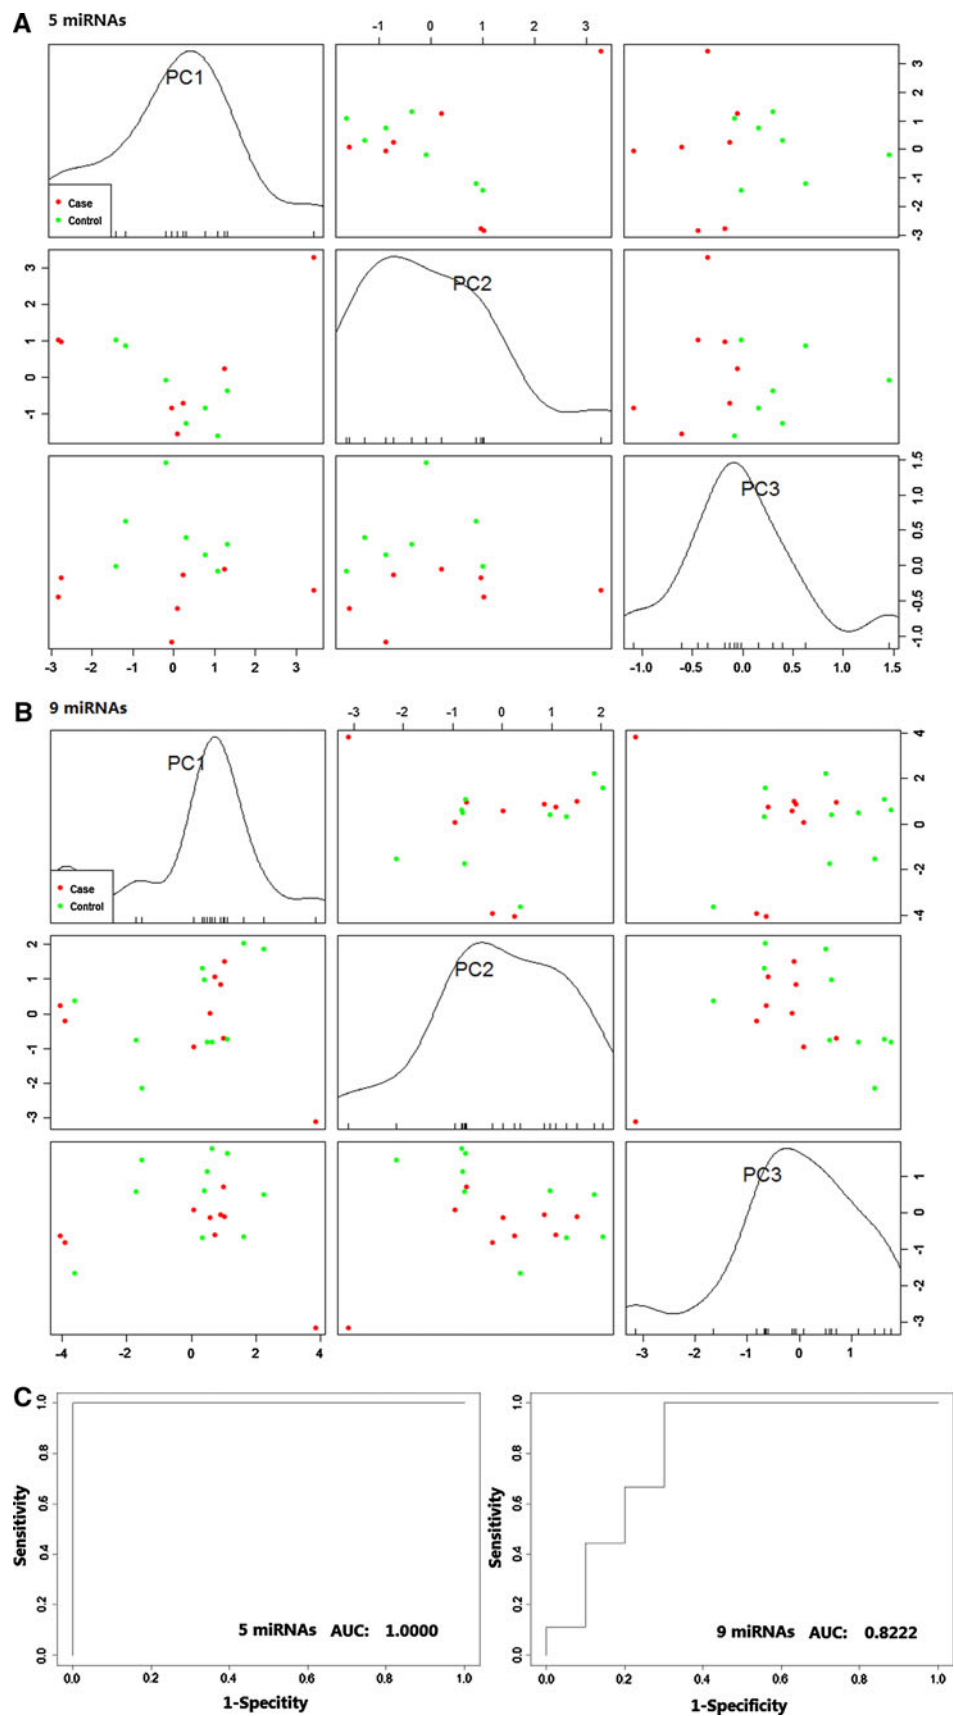 A 5 miRNAs
-1 0 1 2 3
PC1
Case
Control
3 2 1 0 -1 -2 -3
3 2 1 0 -1
PC2
PC3
1.5 1.0 0.5 0.0 -0.5 -1.0
-3 -2 -1 0 1 2 3
-1.0 -0.5 0.0 0.5 1.0 1.5
B 9 miRNAs
-3 -2 -1 0 1 2
PC1
Case
Control
4 2 0 -2 -4
2 1 0 -1 -2 -3
PC2
PC3
1 0 -1 -2 -3
-4 -2 0 2 4
-3 -2 -1 0 1
C
Sensitivity
1.0 0.8 0.6 0.4 0.2 0.0
5 miRNAs AUC: 1.0000
0.0 0.2 0.4 0.6 0.8 1.0
1-Specitity
Sensitivity
1.0 0.8 0.6 0.4 0.2 0.0
9 miRNAs AUC: 0.8222
0.0 0.2 0.4 0.6 0.8 1.0
1-Specificity